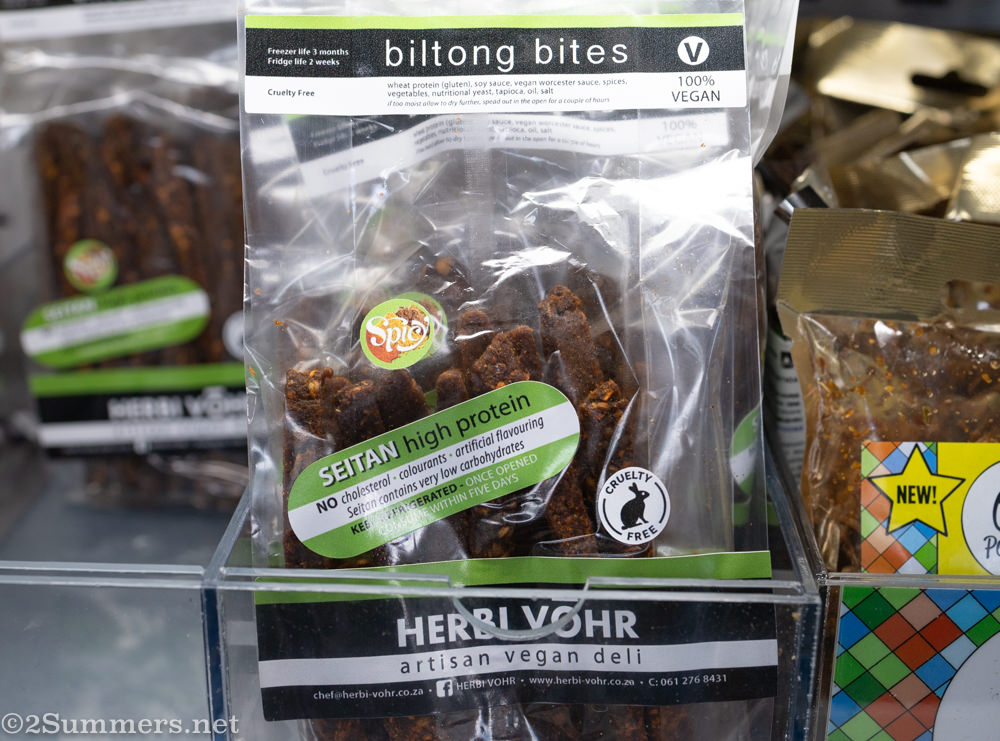 Freezer life 3 months
Fridge life 2 weeks
biltong bites
V
Cruelty Free
wheat protein (gluten), soy sauce, vegan worcester sauce, spices,
vegetables, nutritional yeast, tapioca, oil, salt
if too moist allow to dry further, spead out in the open for a couple of hours
100%
VEGAN
Spicy
SEITAN high protein
NO cholesterol • colourants • artificial flavouring
Seitan contains very low carbohydrates
KEEP REFRIGERATED - ONCE OPENED
CONSUME WITHIN FIVE DAYS
CRUELTY
FREE
HERBI VÖHR
artisan vegan deli
chef@herbi-vohr.co.za • f HERBI VOHR • www.herbi-vohr.co.za • C: 061 276 8431
SEITAN
HERBI VÖHR
NEW!
©2Summers.net